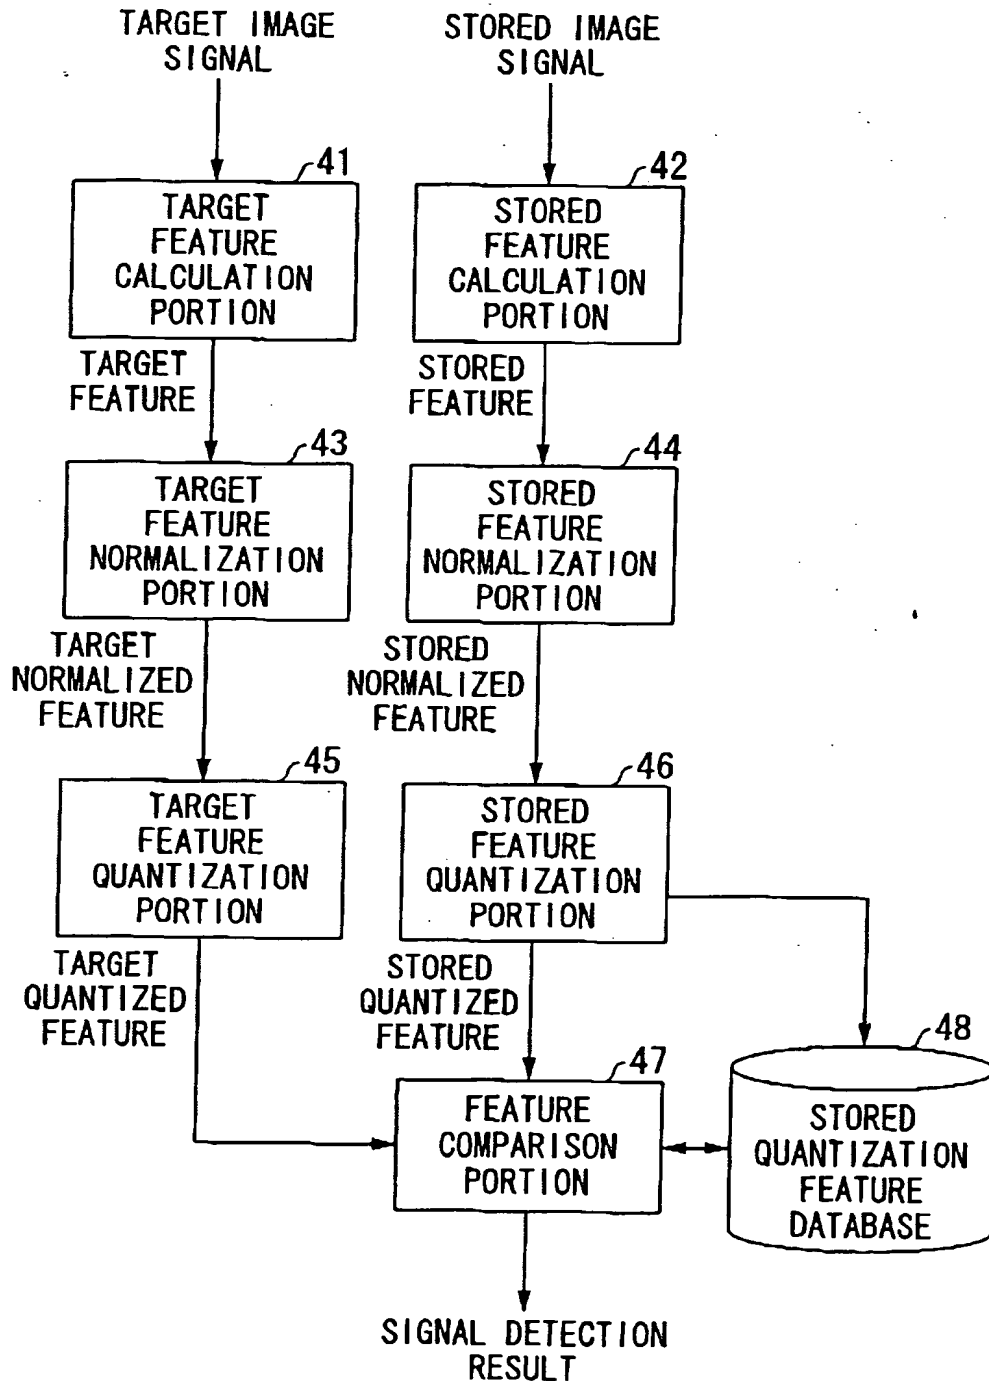 TARGET IMAGE
SIGNAL
STORED IMAGE
SIGNAL
41
TARGET
FEATURE
CALCULATION
PORTION
42
STORED
FEATURE
CALCULATION
PORTION
TARGET
FEATURE
STORED
FEATURE
43
TARGET
FEATURE
NORMALIZATION
PORTION
44
STORED
FEATURE
NORMALIZATION
PORTION
TARGET
NORMALIZED
FEATURE
STORED
NORMALIZED
FEATURE
45
TARGET
FEATURE
QUANTIZATION
PORTION
46
STORED
FEATURE
QUANTIZATION
PORTION
TARGET
QUANTIZED
FEATURE
STORED
QUANTIZED
FEATURE
47
FEATURE
COMPARISON
PORTION
48
STORED
QUANTIZATION
FEATURE
DATABASE
SIGNAL DETECTION
RESULT